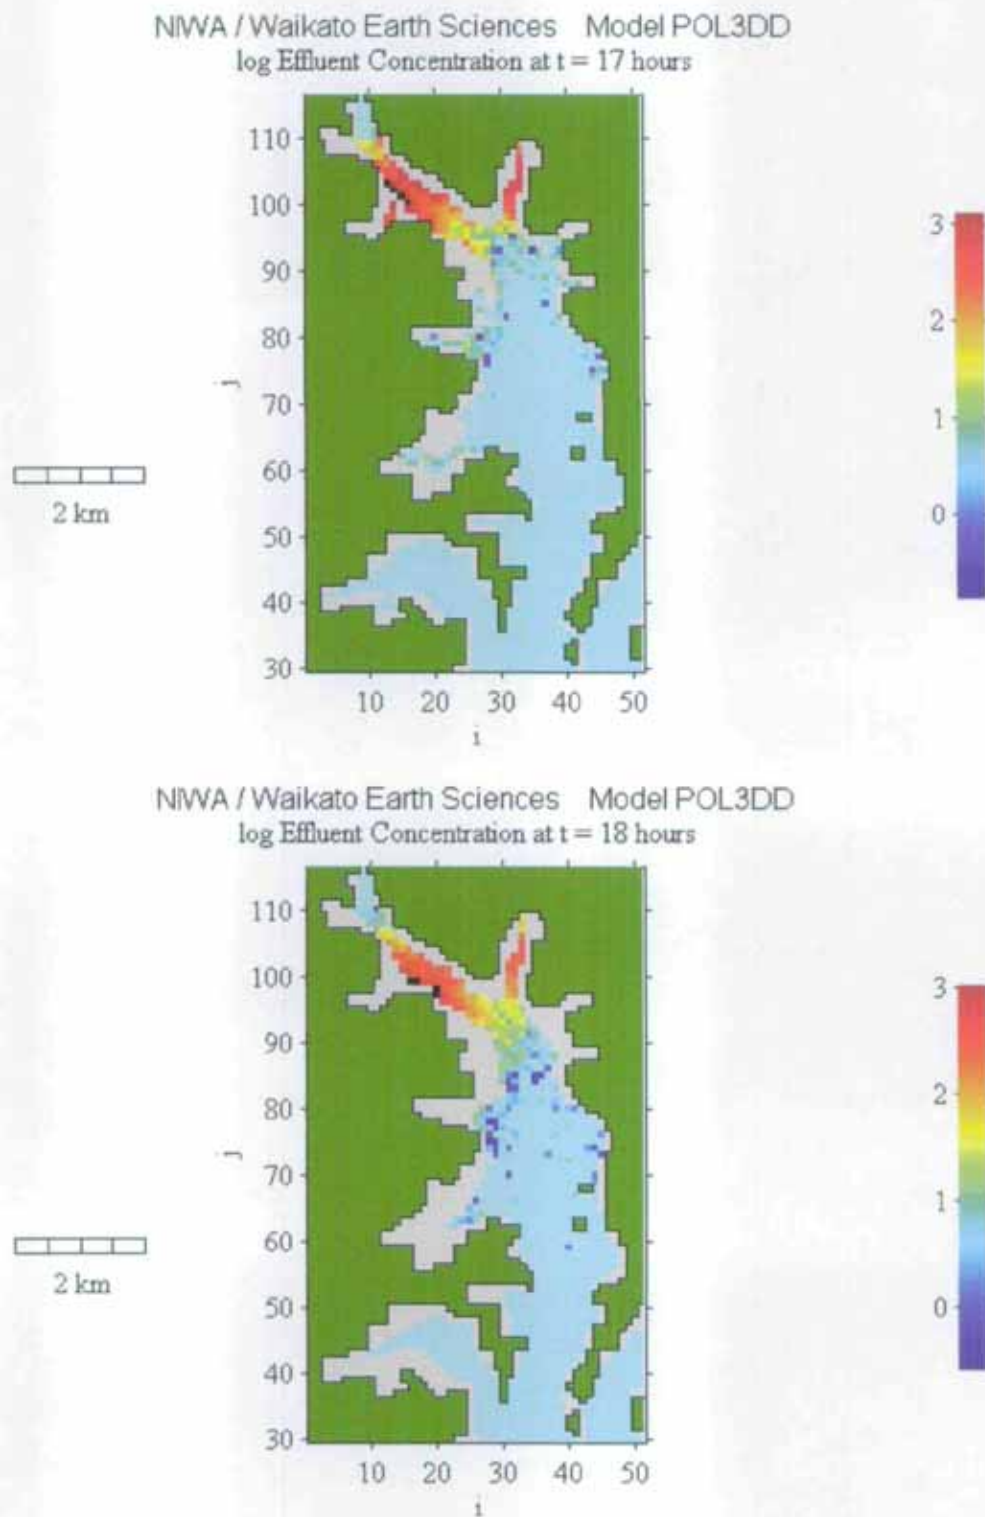 NIWA / Waikato Earth Sciences Model POL3DD
log Effluent Concentration at t = 17 hours
110
100
90
80
70
60
50
40
30
j
10 20 30 40 50
i
2 km
3
2
1
0
NIWA / Waikato Earth Sciences Model POL3DD
log Effluent Concentration at t = 18 hours
110
100
90
80
70
60
50
40
30
j
10 20 30 40 50
i
2 km
3
2
1
0